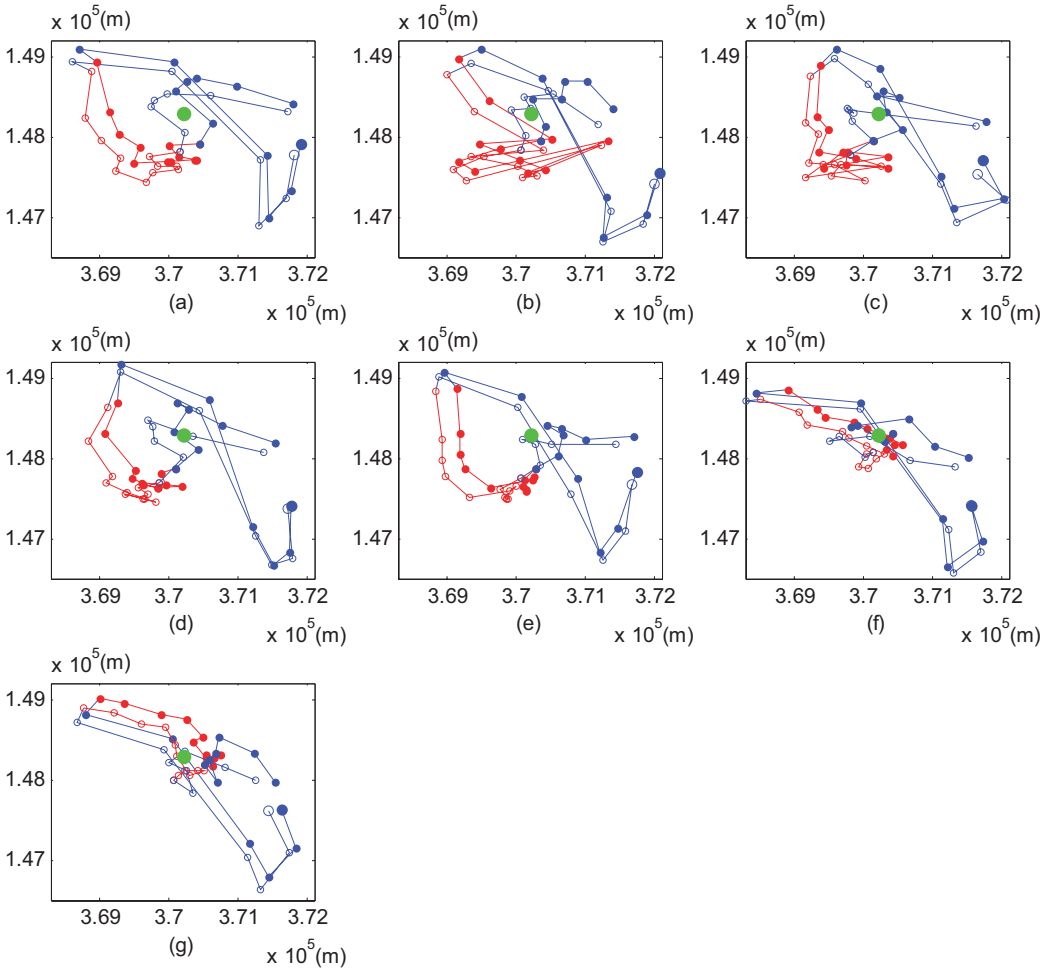 x 10^5(m) x 10^5(m) x 10^5(m)
1.49 1.49 1.49
1.48 1.48 1.48
1.47 1.47 1.47
3.69 3.7 3.71 3.72 3.69 3.7 3.71 3.72 3.69 3.7 3.71 3.72
(a) (b) (c)
x 10^5(m) x 10^5(m) x 10^5(m)
x 10^5(m) x 10^5(m) x 10^5(m)
1.49 1.49 1.49
1.48 1.48 1.48
1.47 1.47 1.47
3.69 3.7 3.71 3.72 3.69 3.7 3.71 3.72 3.69 3.7 3.71 3.72
(d) (e) (f)
x 10^5(m) x 10^5(m) x 10^5(m)
x 10^5(m)
1.49
1.48
1.47
3.69 3.7 3.71 3.72
(g)
x 10^5(m)